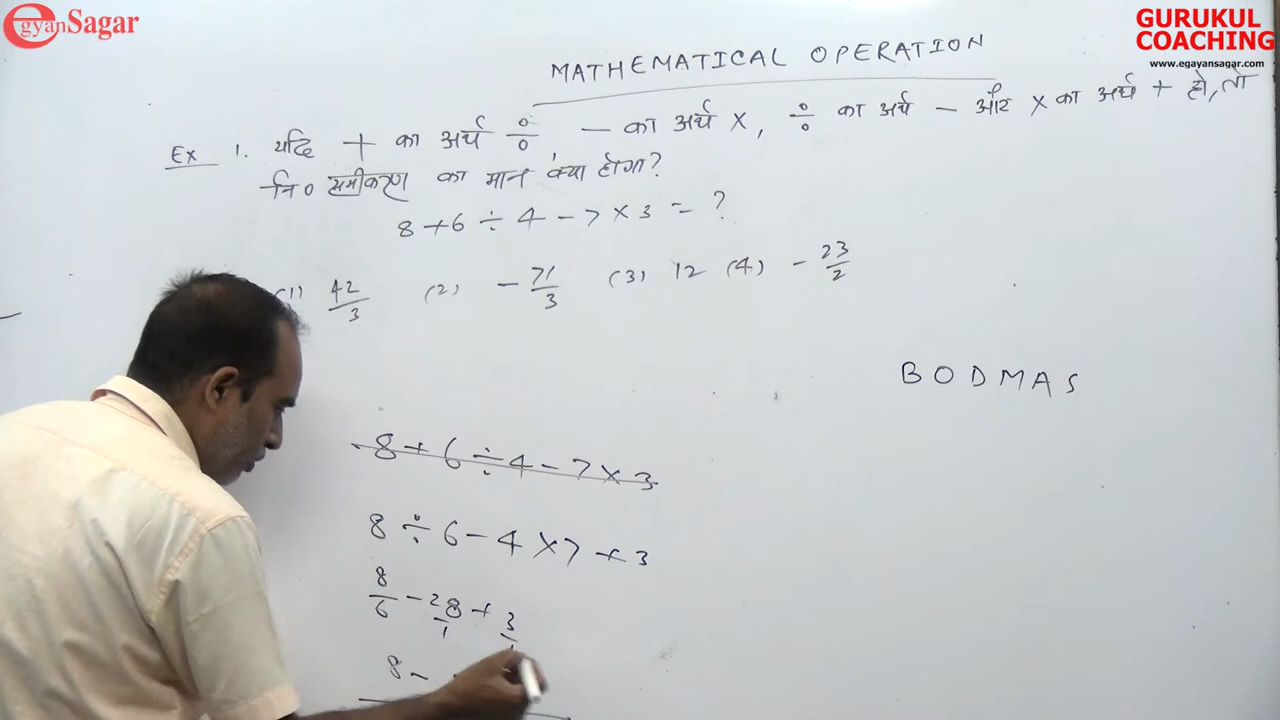 egyanSagar
GURUKUL
COACHING
www.egayansagar.com
MATHEMATICAL OPERATION
Ex 1. यदि + का अर्थ ÷ − का अर्थ ×, ÷ का अर्थ − और × का अर्थ + हो, तो
नि० समीकरण का मान क्या होगा?
8 + 6 ÷ 4 − 7 × 3 = ?
(1) 42/3 (2) − 71/3 (3) 12 (4) − 23/2
BODMAS
8 + 6 ÷ 4 − 7 × 3
8 ÷ 6 − 4 × 7 + 3
8/6 − 28/1 + 3/1
8 −